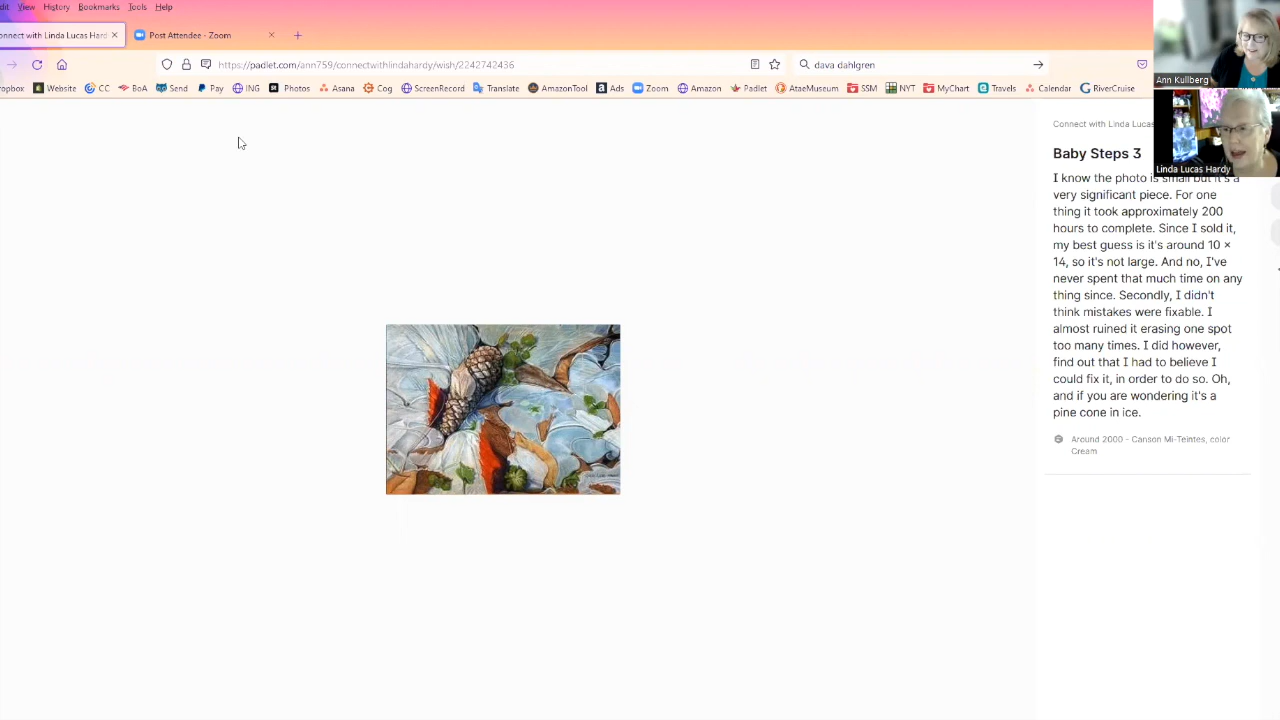 dit View History Bookmarks Tools Help
onnect with Linda Lucas Hard Post Attendee - Zoom
https://padlet.com/ann759/connectwithlindahardy/wish/2242742436 dava dahlgren
ropbox Website CC BoA Send Pay ING Photos Asana Cog ScreenRecord Translate AmazonTool Ads Zoom Amazon Padlet AtaeMuseum SSM NYT MyChart Travels Calendar RiverCruise
Ann Kullberg
Linda Lucas Hardy
Connect with Linda Lucas
Baby Steps 3
I know the photo is small but it's a
very significant piece. For one
thing it took approximately 200
hours to complete. Since I sold it,
my best guess is it's around 10 ×
14, so it's not large. And no, I've
never spent that much time on any
thing since. Secondly, I didn't
think mistakes were fixable. I
almost ruined it erasing one spot
too many times. I did however,
find out that I had to believe I
could fix it, in order to do so. Oh,
and if you are wondering it's a
pine cone in ice.
Around 2000 - Canson Mi-Teintes, color
Cream